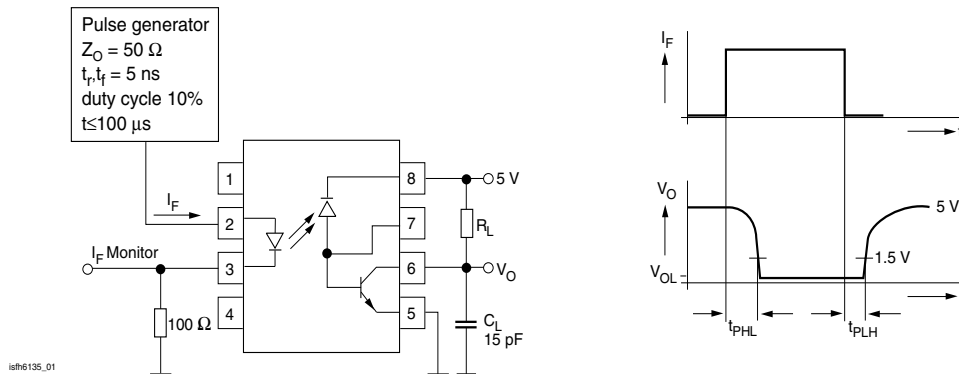 Pulse generator
Z_O = 50 Ω
t_r,t_f = 5 ns
duty cycle 10%
t≤100 μs
I_F
I_F Monitor
100 Ω
1
2
3
4
8
7
6
5
5 V
R_L
V_O
C_L
15 pF
isfh6135_01
I_F
t
V_O
5 V
1.5 V
V_OL
t_PHL
t_PLH